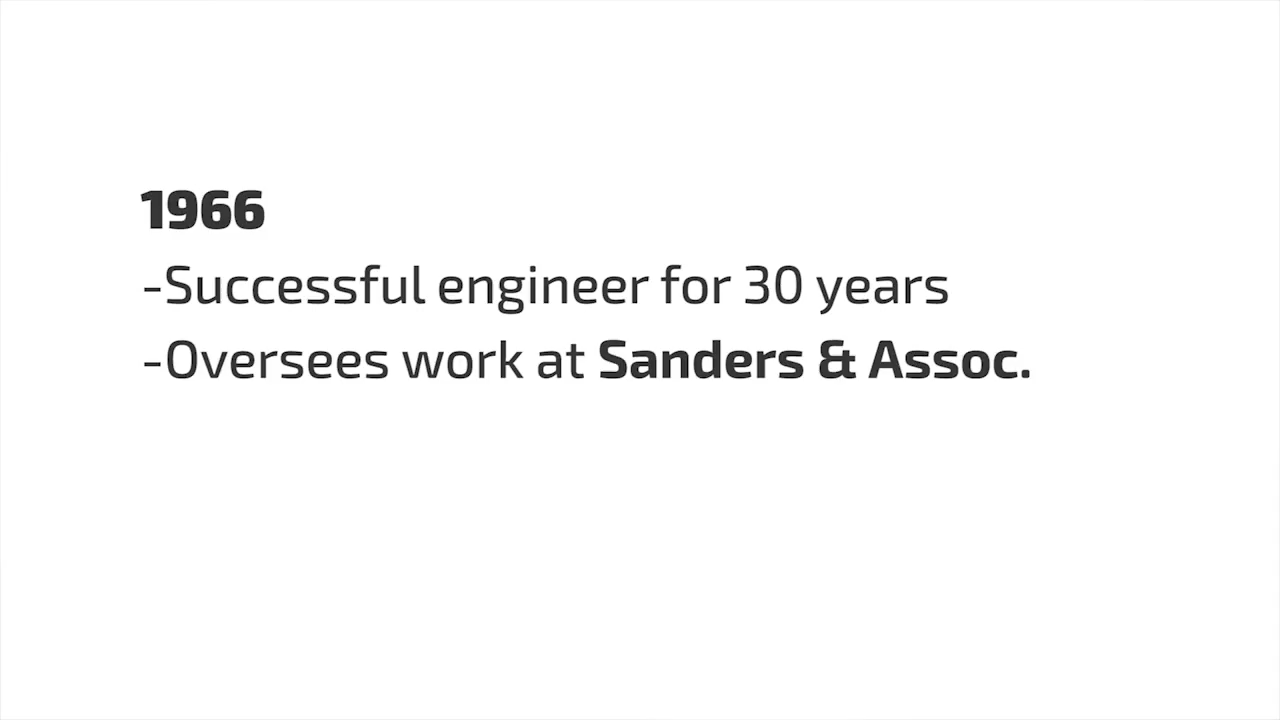 1966
-Successful engineer for 30 years
-Oversees work at Sanders & Assoc.